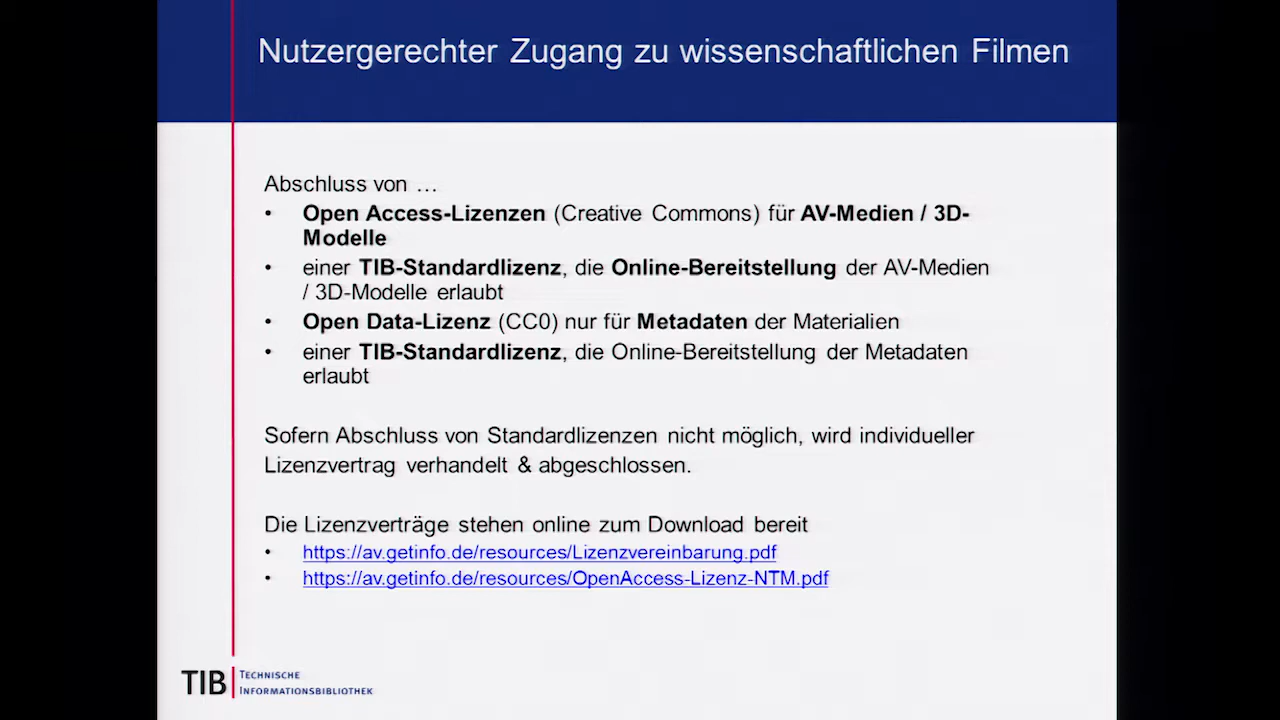 Nutzergerechter Zugang zu wissenschaftlichen Filmen
Abschluss von …
• Open Access-Lizenzen (Creative Commons) für AV-Medien / 3D-
Modelle
• einer TIB-Standardlizenz, die Online-Bereitstellung der AV-Medien
/ 3D-Modelle erlaubt
• Open Data-Lizenz (CC0) nur für Metadaten der Materialien
• einer TIB-Standardlizenz, die Online-Bereitstellung der Metadaten
erlaubt
Sofern Abschluss von Standardlizenzen nicht möglich, wird individueller
Lizenzvertrag verhandelt & abgeschlossen.
Die Lizenzverträge stehen online zum Download bereit
• https://av.getinfo.de/resources/Lizenzvereinbarung.pdf
• https://av.getinfo.de/resources/OpenAccess-Lizenz-NTM.pdf
TIB
TECHNISCHE
INFORMATIONSBIBLIOTHEK